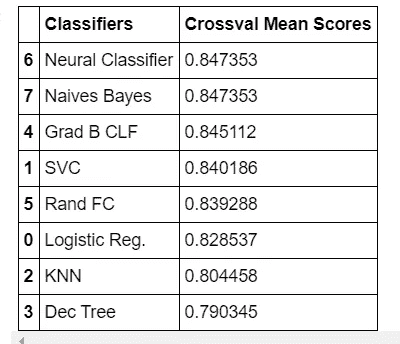 Classifiers Crossval Mean Scores
6 Neural Classifier 0.847353
7 Naives Bayes 0.847353
4 Grad B CLF 0.845112
1 SVC 0.840186
5 Rand FC 0.839288
0 Logistic Reg. 0.828537
2 KNN 0.804458
3 Dec Tree 0.790345